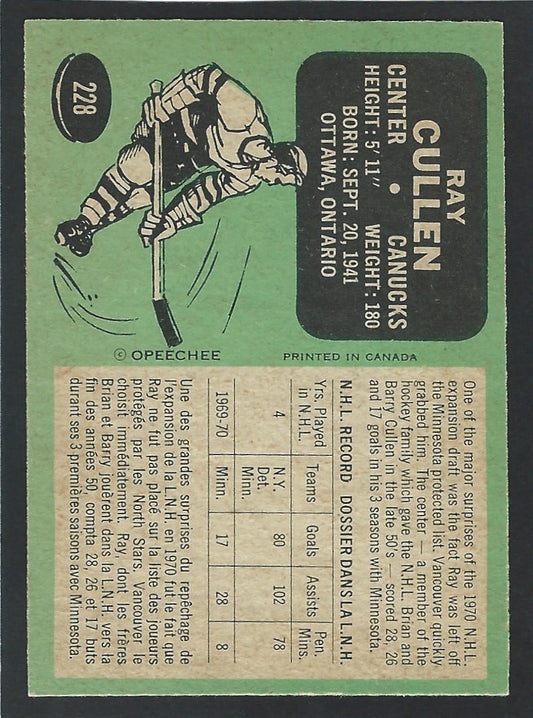 228
RAY
CULLEN
CENTER • CANUCKS
HEIGHT: 5'11" WEIGHT: 180
BORN: SEPT. 20, 1941
OTTAWA, ONTARIO
© OPEECHEE PRINTED IN CANADA
One of the major surprises of the 1970 N.H.L.
expansion draft was the fact Ray was left off
the Minnesota protected list. Vancouver quickly
grabbed him. The center — a member of the
hockey family which gave the N.H.L. Brian and
Barry Cullen in the late 50's — scored 28, 26
and 17 goals in his 3 seasons with Minnesota.
N.H.L. RECORD DOSSIER DANS LA L.N.H.
Yrs. Played in N.H.L. Teams Goals Assists Pen. Mins.
4 N.Y. Det. Minn. 80 102 78
1969-70 Minn. 17 28 8
Une des grandes surprises du repêchage de
l'expansion de la L.N.H. en 1970 fut le fait que
Ray ne fut pas placé sur la liste des joueurs
protégés par les North Stars. Vancouver le
choisit immédiatement. Ray, dont les frères
Brian et Barry jouèrent dans la L.N.H. vers la
fin des années 50, compta 28, 26 et 17 buts
durant ses 3 premières saisons avec Minnesota.